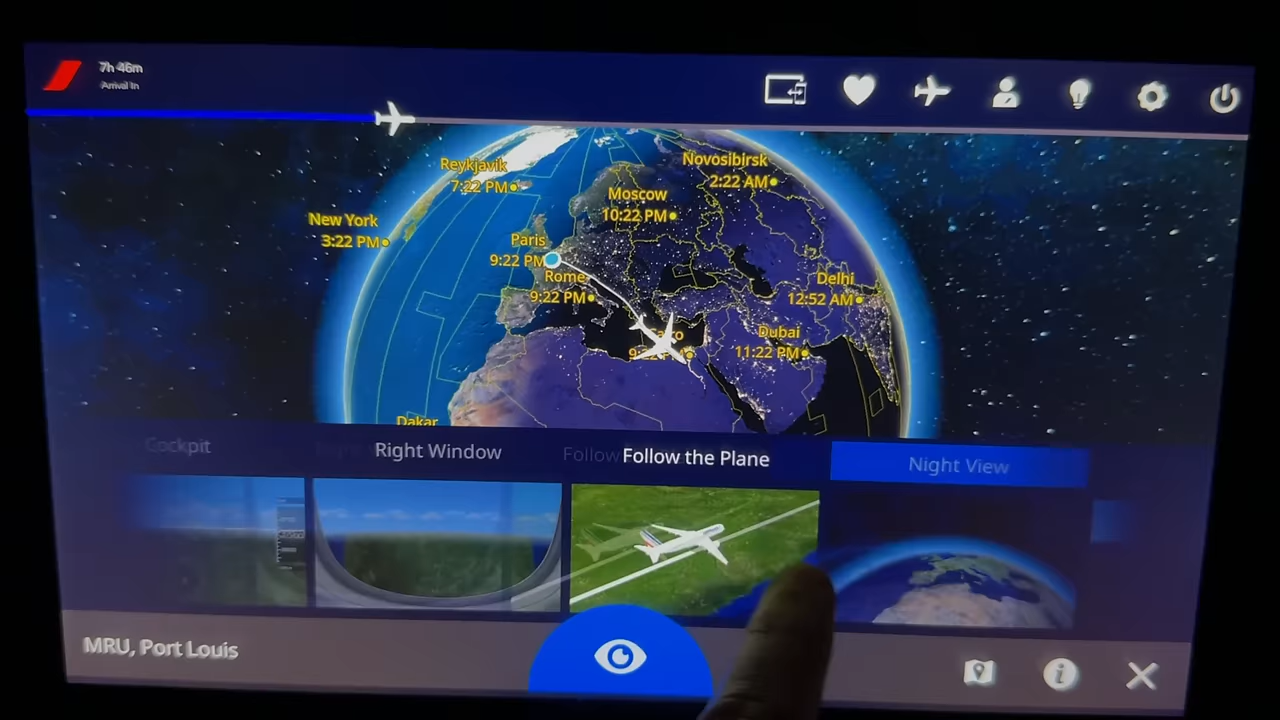 7h 46m
Arrival In
Reykjavik
7:22 PM
Novosibirsk
2:22 AM
Moscow
10:22 PM
New York
3:22 PM
Paris
9:22 PM
Rome
9:22 PM
Delhi
12:52 AM
Dubai
11:22 PM
Dakar
Cockpit
Right Window
Follow the Plane
Night View
MRU, Port Louis